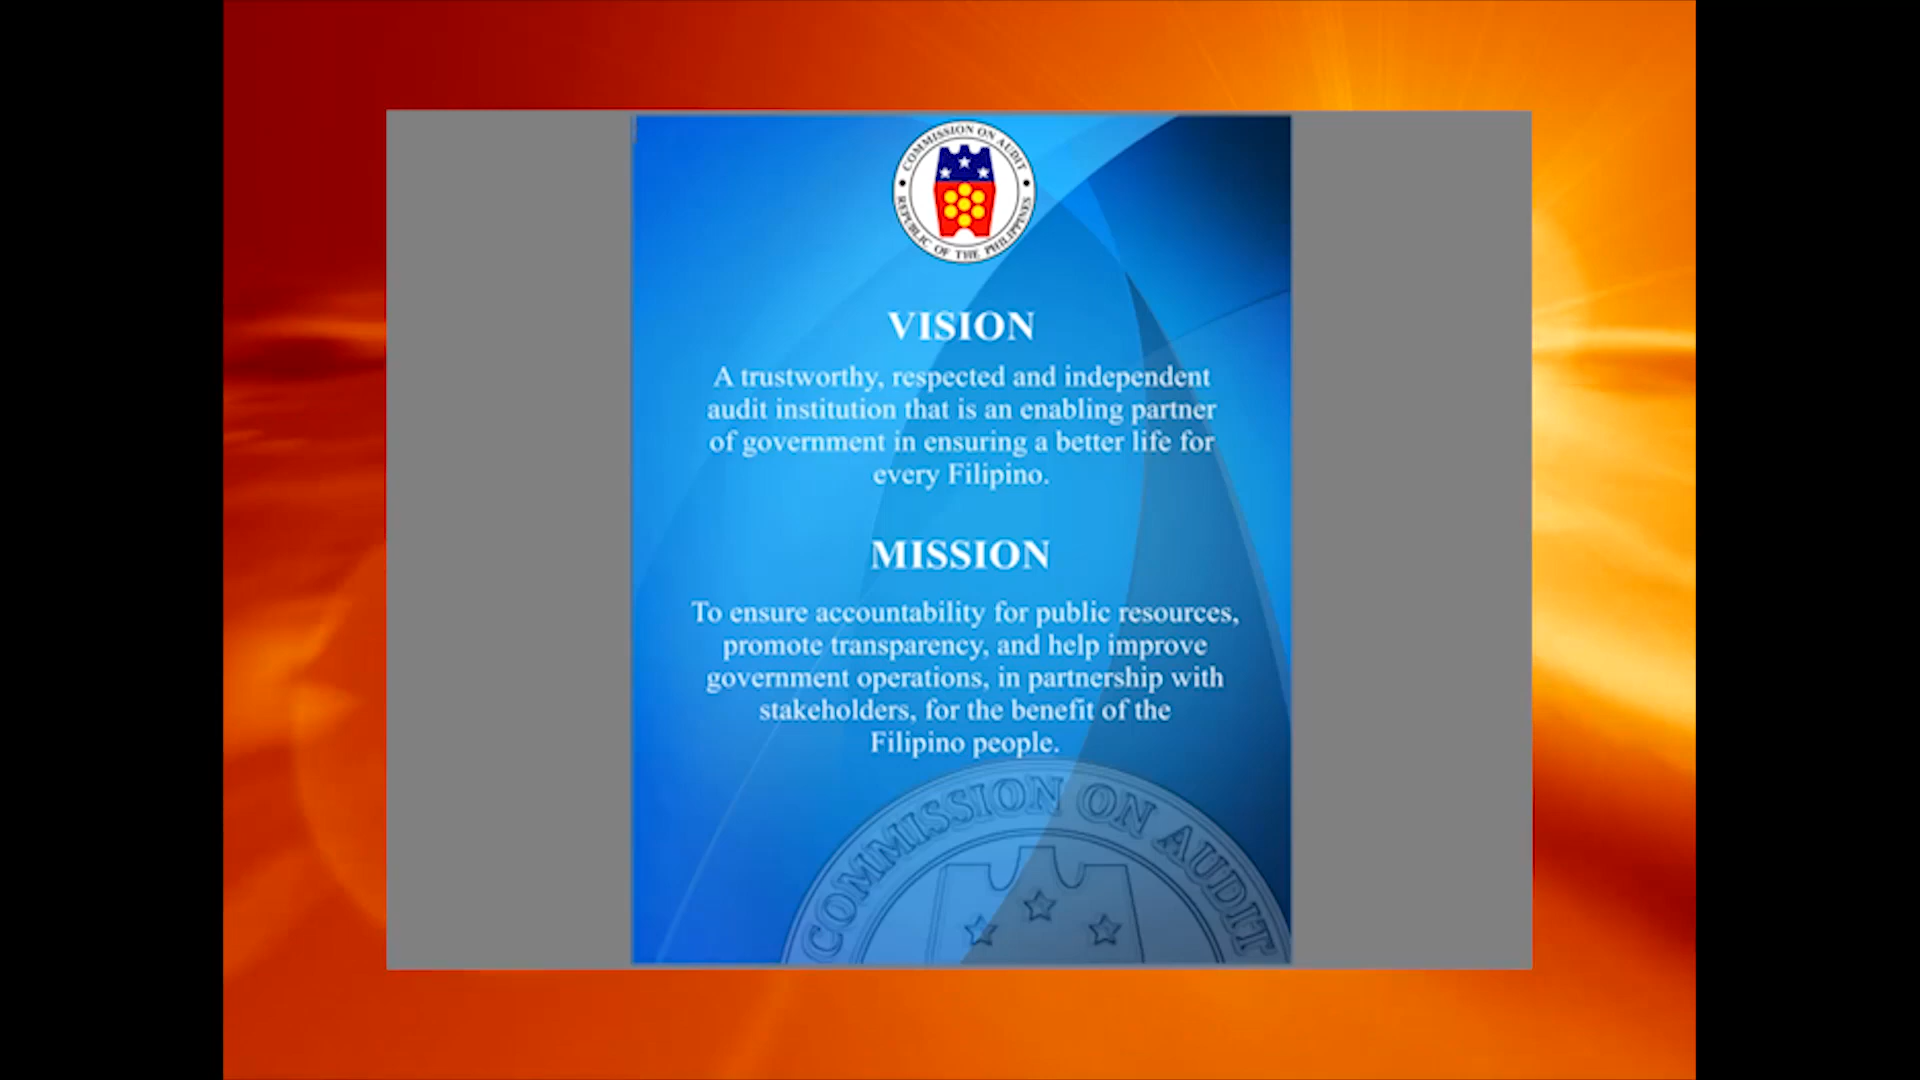 COMMISSION ON AUDIT
REPUBLIC OF THE PHILIPPINES
VISION
A trustworthy, respected and independent
audit institution that is an enabling partner
of government in ensuring a better life for
every Filipino.
MISSION
To ensure accountability for public resources,
promote transparency, and help improve
government operations, in partnership with
stakeholders, for the benefit of the
Filipino people.
COMMISSION ON AUDIT